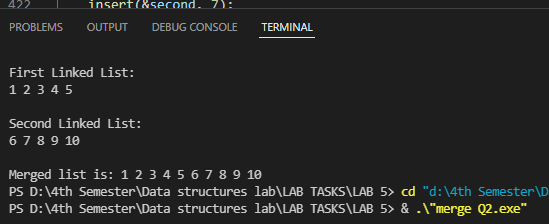 422 insert(&second, 7);
PROBLEMS OUTPUT DEBUG CONSOLE TERMINAL
First Linked List:
1 2 3 4 5
Second Linked List:
6 7 8 9 10
Merged list is: 1 2 3 4 5 6 7 8 9 10
PS D:\4th Semester\Data structures lab\LAB TASKS\LAB 5> cd "d:\4th Semester\D
PS D:\4th Semester\Data structures lab\LAB TASKS\LAB 5> & .\"merge Q2.exe"